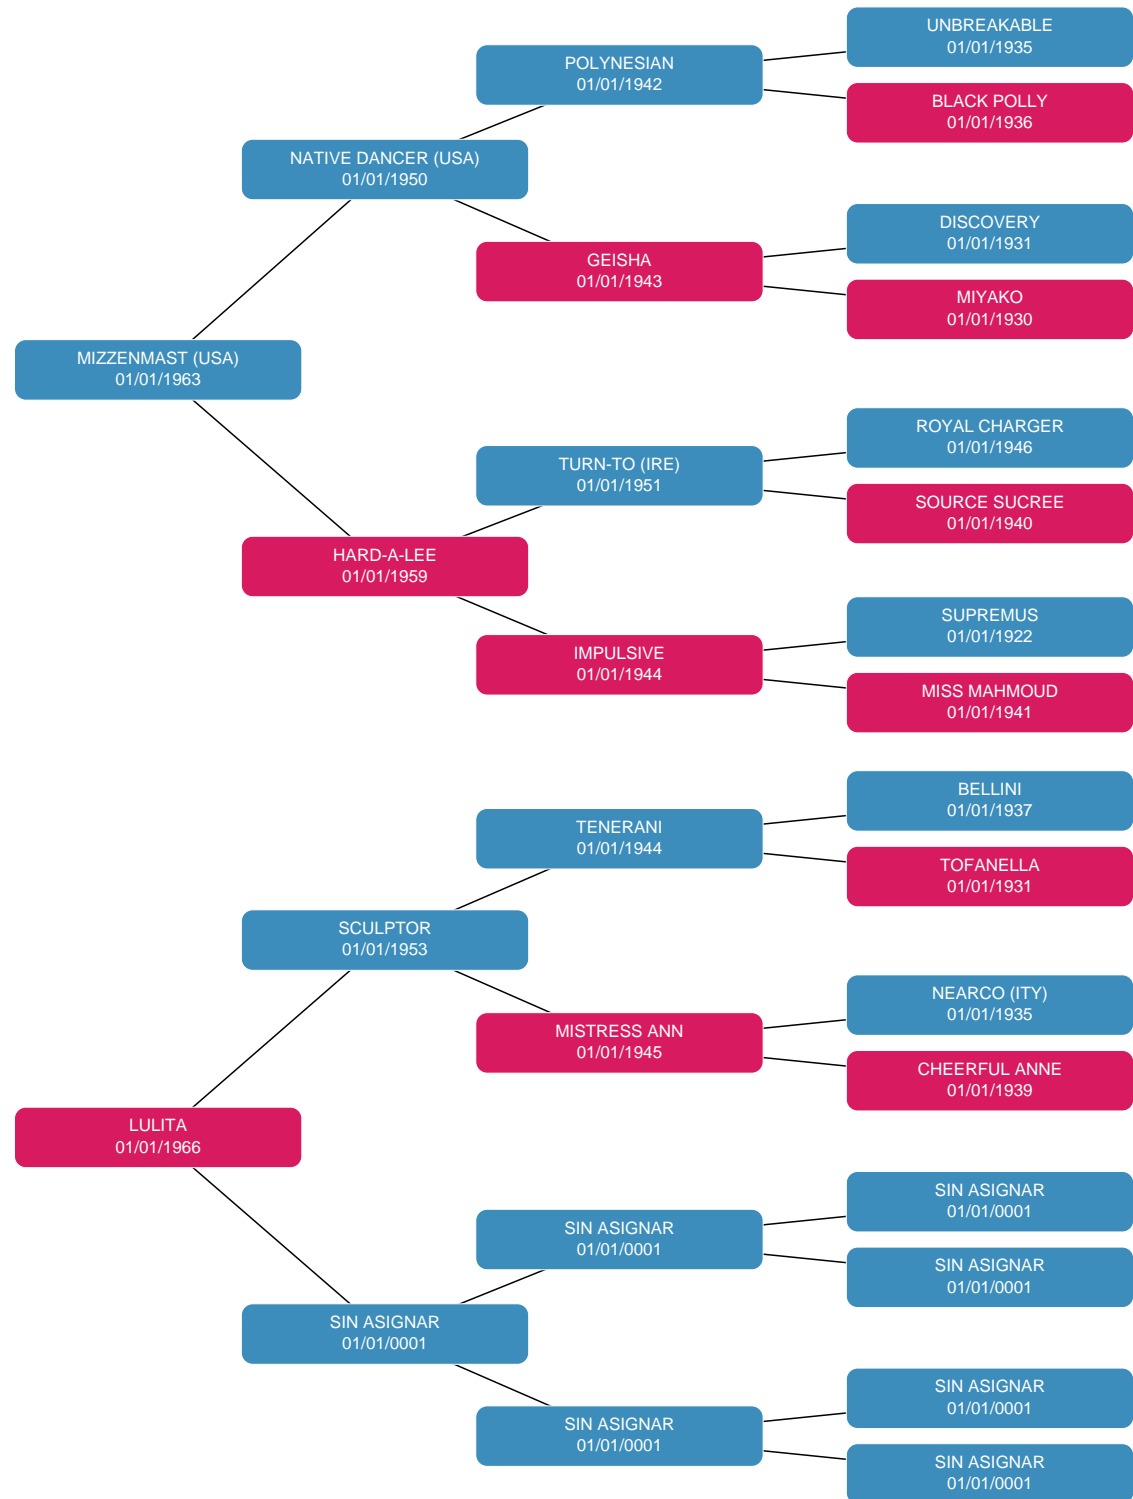 UNBREAKABLE
01/01/1935
POLYNESIAN
01/01/1942
BLACK POLLY
01/01/1936
NATIVE DANCER (USA)
01/01/1950
DISCOVERY
01/01/1931
GEISHA
01/01/1943
MIYAKO
01/01/1930
MIZZENMAST (USA)
01/01/1963
ROYAL CHARGER
01/01/1946
TURN-TO (IRE)
01/01/1951
SOURCE SUCREE
01/01/1940
HARD-A-LEE
01/01/1959
SUPREMUS
01/01/1922
IMPULSIVE
01/01/1944
MISS MAHMOUD
01/01/1941
BELLINI
01/01/1937
TENERANI
01/01/1944
TOFANELLA
01/01/1931
SCULPTOR
01/01/1953
NEARCO (ITY)
01/01/1935
MISTRESS ANN
01/01/1945
CHEERFUL ANNE
01/01/1939
LULITA
01/01/1966
SIN ASIGNAR
01/01/0001
SIN ASIGNAR
01/01/0001
SIN ASIGNAR
01/01/0001
SIN ASIGNAR
01/01/0001
SIN ASIGNAR
01/01/0001
SIN ASIGNAR
01/01/0001
SIN ASIGNAR
01/01/0001